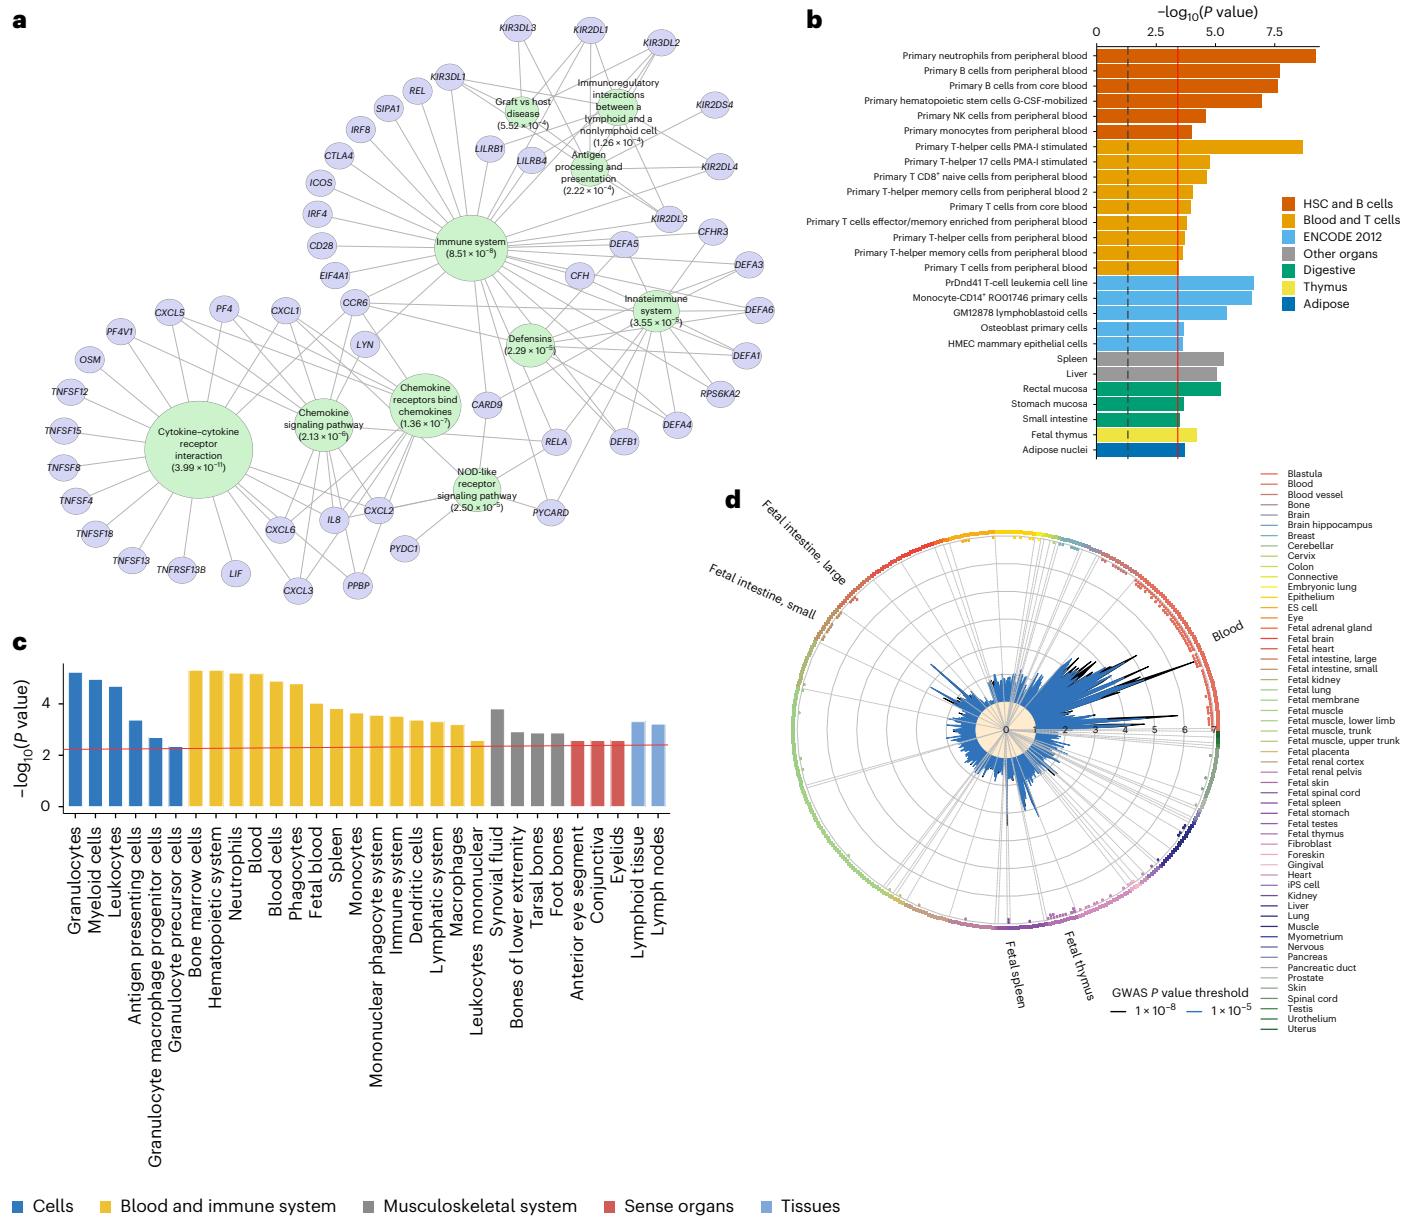 a
KIR3DL3
KIR2DL1
KIR3DL2
KIR3DL1
REL
SIPA1
IRF8
CTLA4
ICOS
IRF4
CD28
EIF4A1
CCR6
LYN
LILRB1
LILRB4
KIR2DS4
KIR2DL4
KIR2DL3
CFHR3
DEFA5
DEFA3
CFH
DEFA6
DEFA1
RPS6KA2
DEFA4
DEFB1
RELA
CARD9
PYCARD
PYDC1
CXCL5
PF4
CXCL1
PF4V1
OSM
TNFSF12
TNFSF15
TNFSF8
TNFSF4
TNFSF18
TNFSF13
TNFRSF13B
LIF
CXCL6
IL8
CXCL2
CXCL3
PPBP
Graft vs host
disease
(5.52 × 10⁻⁴)
Immunoregulatory
interactions
between a
lymphoid and a
nonlymphoid cell
(1.26 × 10⁻⁴)
Antigen
processing and
presentation
(2.22 × 10⁻⁴)
Immune system
(8.51 × 10⁻⁸)
Innateimmune
system
(3.55 × 10⁻⁵)
Defensins
(2.29 × 10⁻⁵)
Chemokine
receptors bind
chemokines
(1.36 × 10⁻⁷)
Chemokine
signaling pathway
(2.13 × 10⁻⁶)
Cytokine–cytokine
receptor
interaction
(3.99 × 10⁻¹¹)
NOD-like
receptor
signaling pathway
(2.50 × 10⁻⁵)
b
−log₁₀(P value)
0 2.5 5.0 7.5
Primary neutrophils from peripheral blood
Primary B cells from peripheral blood
Primary B cells from core blood
Primary hematopoietic stem cells G-CSF-mobilized
Primary NK cells from peripheral blood
Primary monocytes from peripheral blood
Primary T-helper cells PMA-I stimulated
Primary T-helper 17 cells PMA-I stimulated
Primary T CD8⁺ naive cells from peripheral blood
Primary T-helper memory cells from peripheral blood 2
Primary T cells from core blood
Primary T cells effector/memory enriched from peripheral blood
Primary T-helper cells from peripheral blood
Primary T-helper memory cells from peripheral blood
Primary T cells from peripheral blood
PrDnd41 T-cell leukemia cell line
Monocyte-CD14⁺ RO01746 primary cells
GM12878 lymphoblastoid cells
Osteoblast primary cells
HMEC mammary epithelial cells
Spleen
Liver
Rectal mucosa
Stomach mucosa
Small intestine
Fetal thymus
Adipose nuclei
HSC and B cells
Blood and T cells
ENCODE 2012
Other organs
Digestive
Thymus
Adipose
c
−log₁₀(P value)
4
2
0
Granulocytes
Myeloid cells
Leukocytes
Antigen presenting cells
Granulocyte macrophage progenitor cells
Granulocyte precursor cells
Bone marrow cells
Hematopoietic system
Neutrophils
Blood
Blood cells
Phagocytes
Fetal blood
Spleen
Monocytes
Mononuclear phagocyte system
Immune system
Dendritic cells
Lymphatic system
Macrophages
Leukocytes mononuclear
Synovial fluid
Bones of lower extremity
Tarsal bones
Foot bones
Anterior eye segment
Conjunctiva
Eyelids
Lymphoid tissue
Lymph nodes
Cells
Blood and immune system
Musculoskeletal system
Sense organs
Tissues
d
Fetal intestine, large
Fetal intestine, small
Blood
Fetal spleen
Fetal thymus
0 1 2 3 4 5 6 7
GWAS P value threshold
1 × 10⁻⁸ 1 × 10⁻⁵
Blastula
Blood
Blood vessel
Bone
Brain
Brain hippocampus
Breast
Cerebellar
Cervix
Colon
Connective
Embryonic lung
Epithelium
ES cell
Eye
Fetal adrenal gland
Fetal brain
Fetal heart
Fetal intestine, large
Fetal intestine, small
Fetal kidney
Fetal lung
Fetal membrane
Fetal muscle
Fetal muscle, lower limb
Fetal muscle, trunk
Fetal muscle, upper trunk
Fetal placenta
Fetal renal cortex
Fetal renal pelvis
Fetal skin
Fetal spinal cord
Fetal spleen
Fetal stomach
Fetal testes
Fetal thymus
Fibroblast
Foreskin
Gingival
Heart
iPS cell
Kidney
Liver
Lung
Muscle
Myometrium
Nervous
Pancreas
Pancreatic duct
Prostate
Skin
Spinal cord
Testis
Urothelium
Uterus